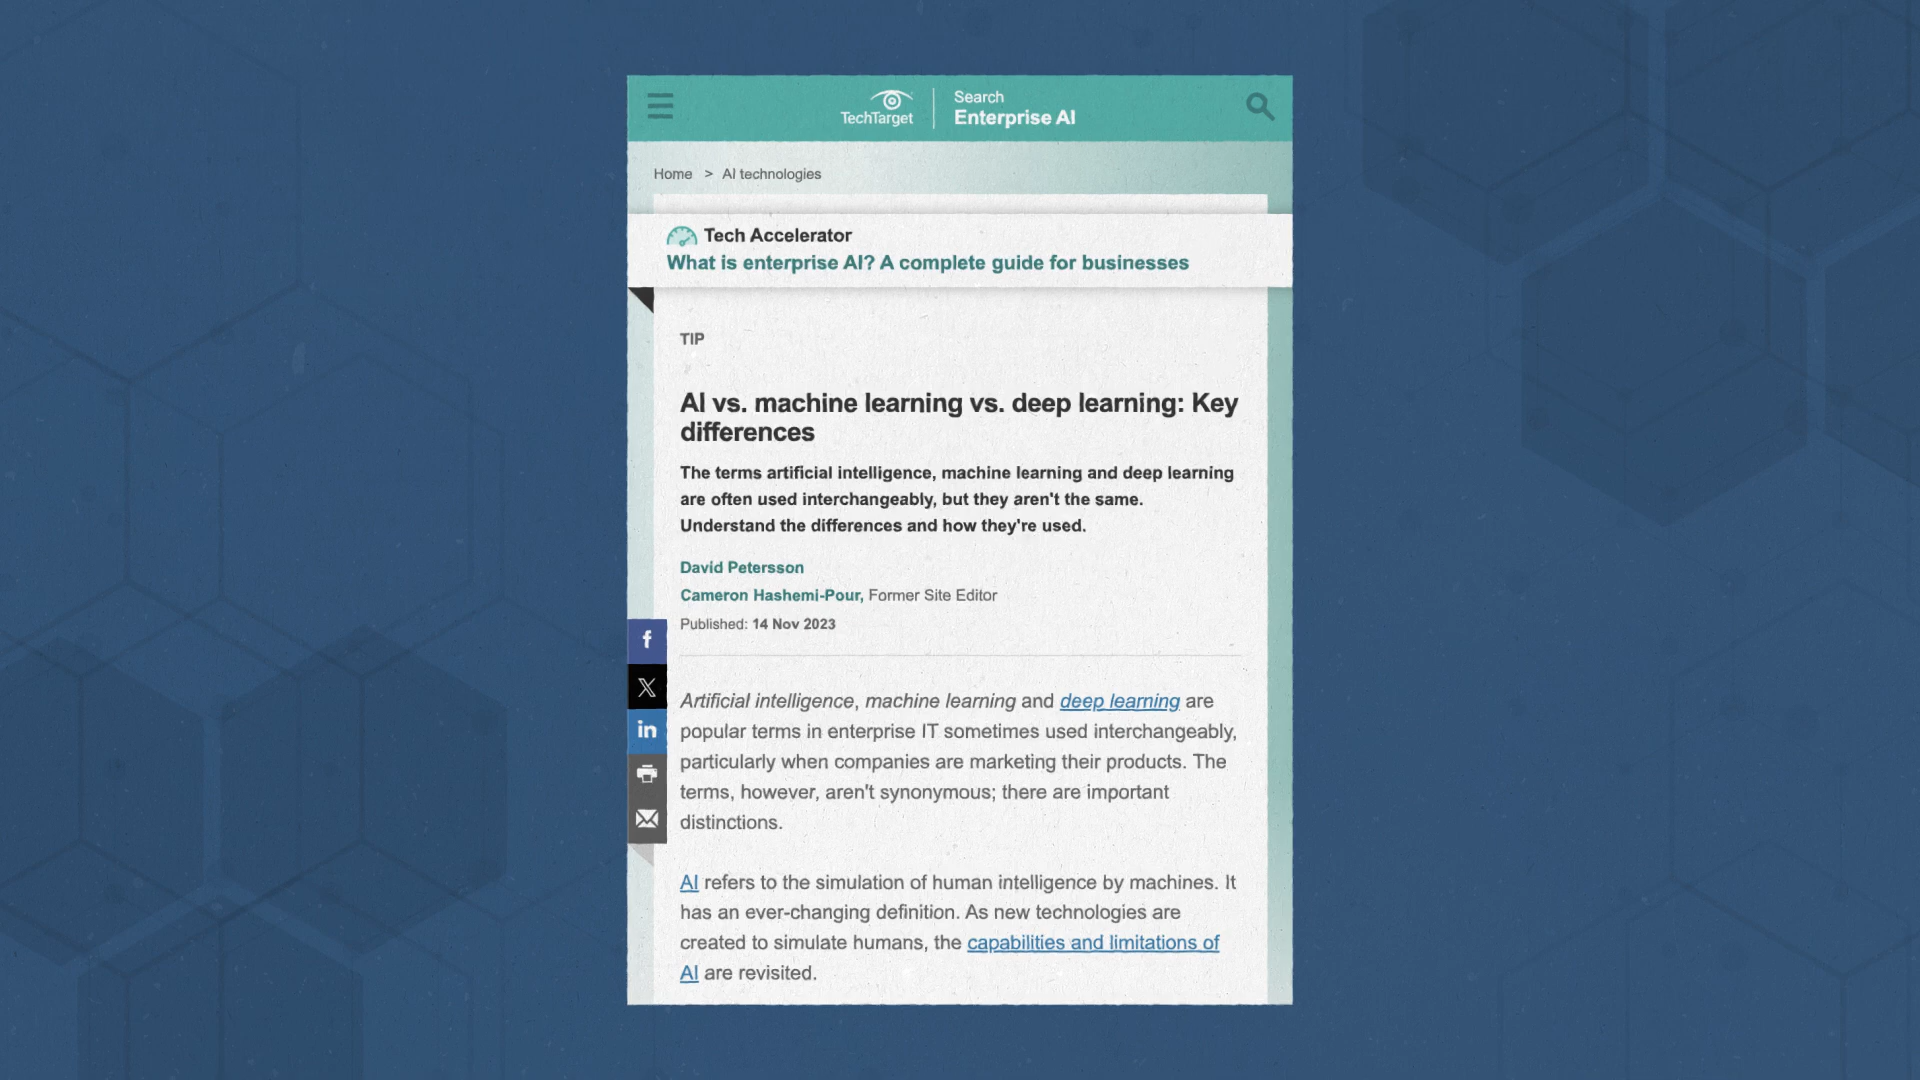 TechTarget
Search
Enterprise AI
Home > AI technologies
Tech Accelerator
What is enterprise AI? A complete guide for businesses
TIP
AI vs. machine learning vs. deep learning: Key
differences
The terms artificial intelligence, machine learning and deep learning
are often used interchangeably, but they aren't the same.
Understand the differences and how they're used.
David Petersson
Cameron Hashemi-Pour, Former Site Editor
Published: 14 Nov 2023
f
X
in
Artificial intelligence, machine learning and deep learning are
popular terms in enterprise IT sometimes used interchangeably,
particularly when companies are marketing their products. The
terms, however, aren't synonymous; there are important
distinctions.
AI refers to the simulation of human intelligence by machines. It
has an ever-changing definition. As new technologies are
created to simulate humans, the capabilities and limitations of
AI are revisited.